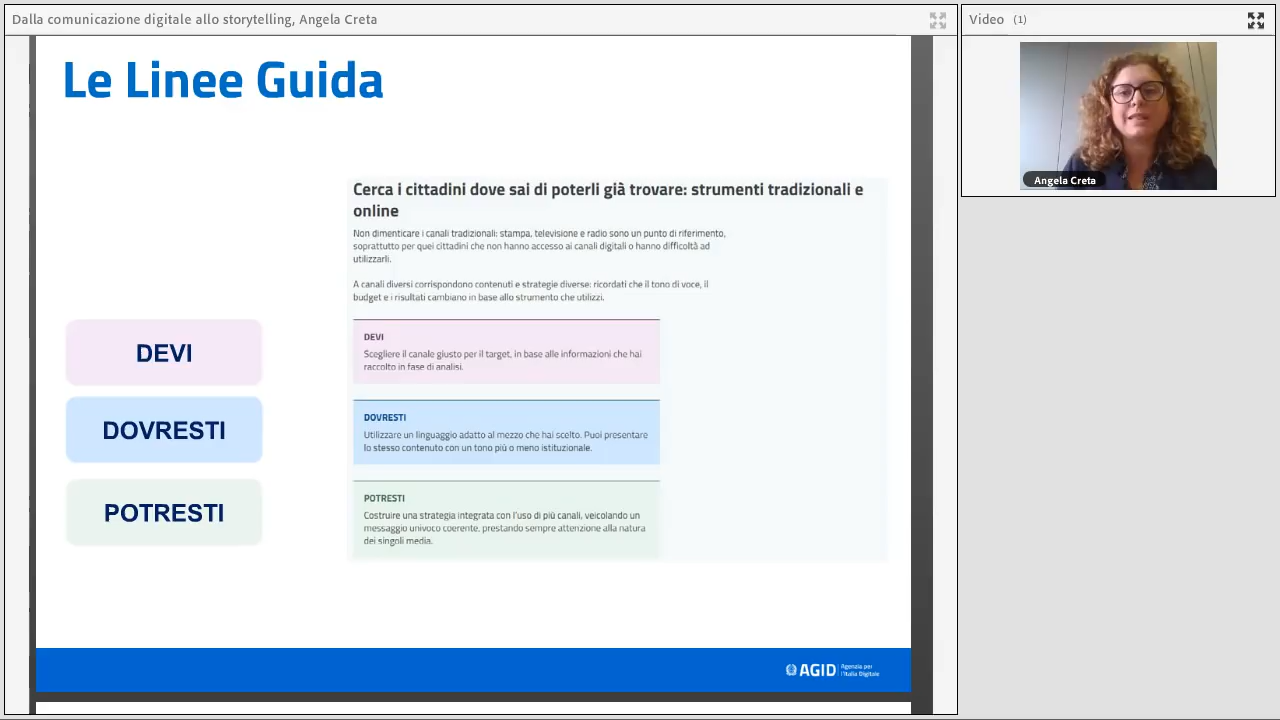 Dalla comunicazione digitale allo storytelling, Angela Creta
Video (1)
Angela Creta
Le Linee Guida
Cerca i cittadini dove sai di poterli già trovare: strumenti tradizionali e
online
Non dimenticare i canali tradizionali: stampa, televisione e radio sono un punto di riferimento,
soprattutto per quei cittadini che non hanno accesso ai canali digitali o hanno difficoltà ad
utilizzarli.
A canali diversi corrispondono contenuti e strategie diverse: ricordati che il tono di voce, il
budget e i risultati cambiano in base allo strumento che utilizzi.
DEVI
DOVRESTI
POTRESTI
DEVI
Scegliere il canale giusto per il target, in base alle informazioni che hai
raccolto in fase di analisi.
DOVRESTI
Utilizzare un linguaggio adatto al mezzo che hai scelto. Puoi presentare
lo stesso contenuto con un tono più o meno istituzionale.
POTRESTI
Costruire una strategia integrata con l'uso di più canali, veicolando un
messaggio univoco coerente, prestando sempre attenzione alla natura
dei singoli media.
AGID Agenzia per
l'Italia Digitale